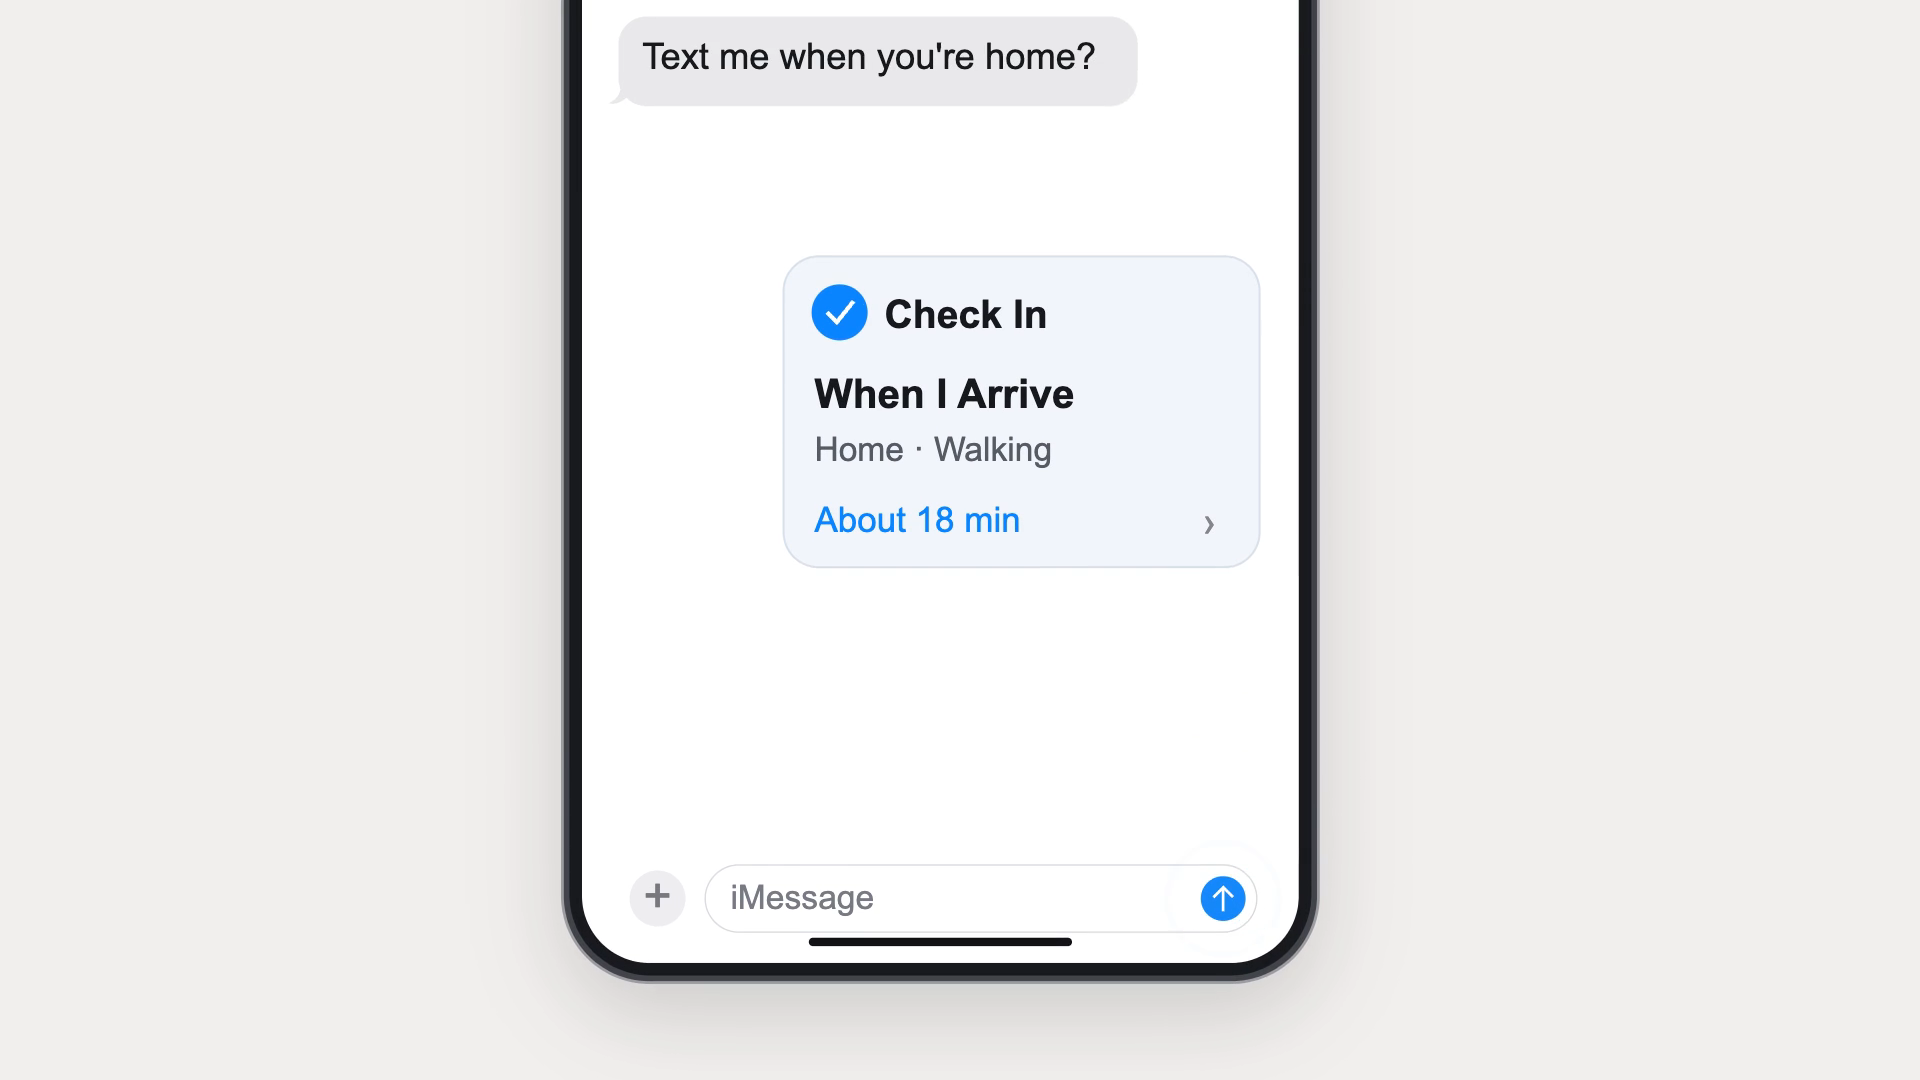 Text me when you're home?
Check In
When I Arrive
Home · Walking
About 18 min
iMessage